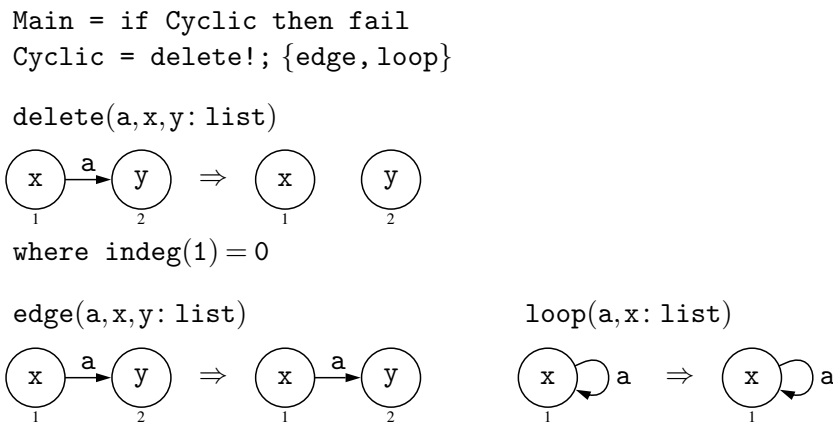 Main = if Cyclic then fail
Cyclic = delete!; {edge, loop}
delete(a,x,y: list)
x a y ⇒ x y
1 2 1 2
where indeg(1) = 0
edge(a,x,y: list)
x a y ⇒ x a y
1 2 1 2
loop(a,x: list)
x a ⇒ x a
1 1